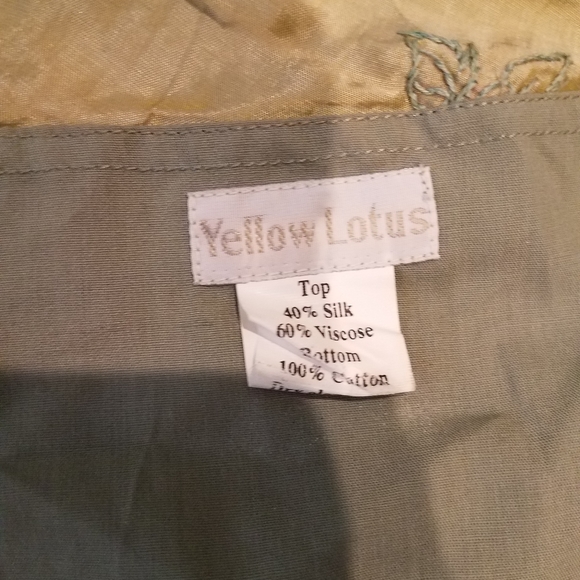 Yellow Lotus
Top
40% Silk
60% Viscose
Bottom
100% Cotton